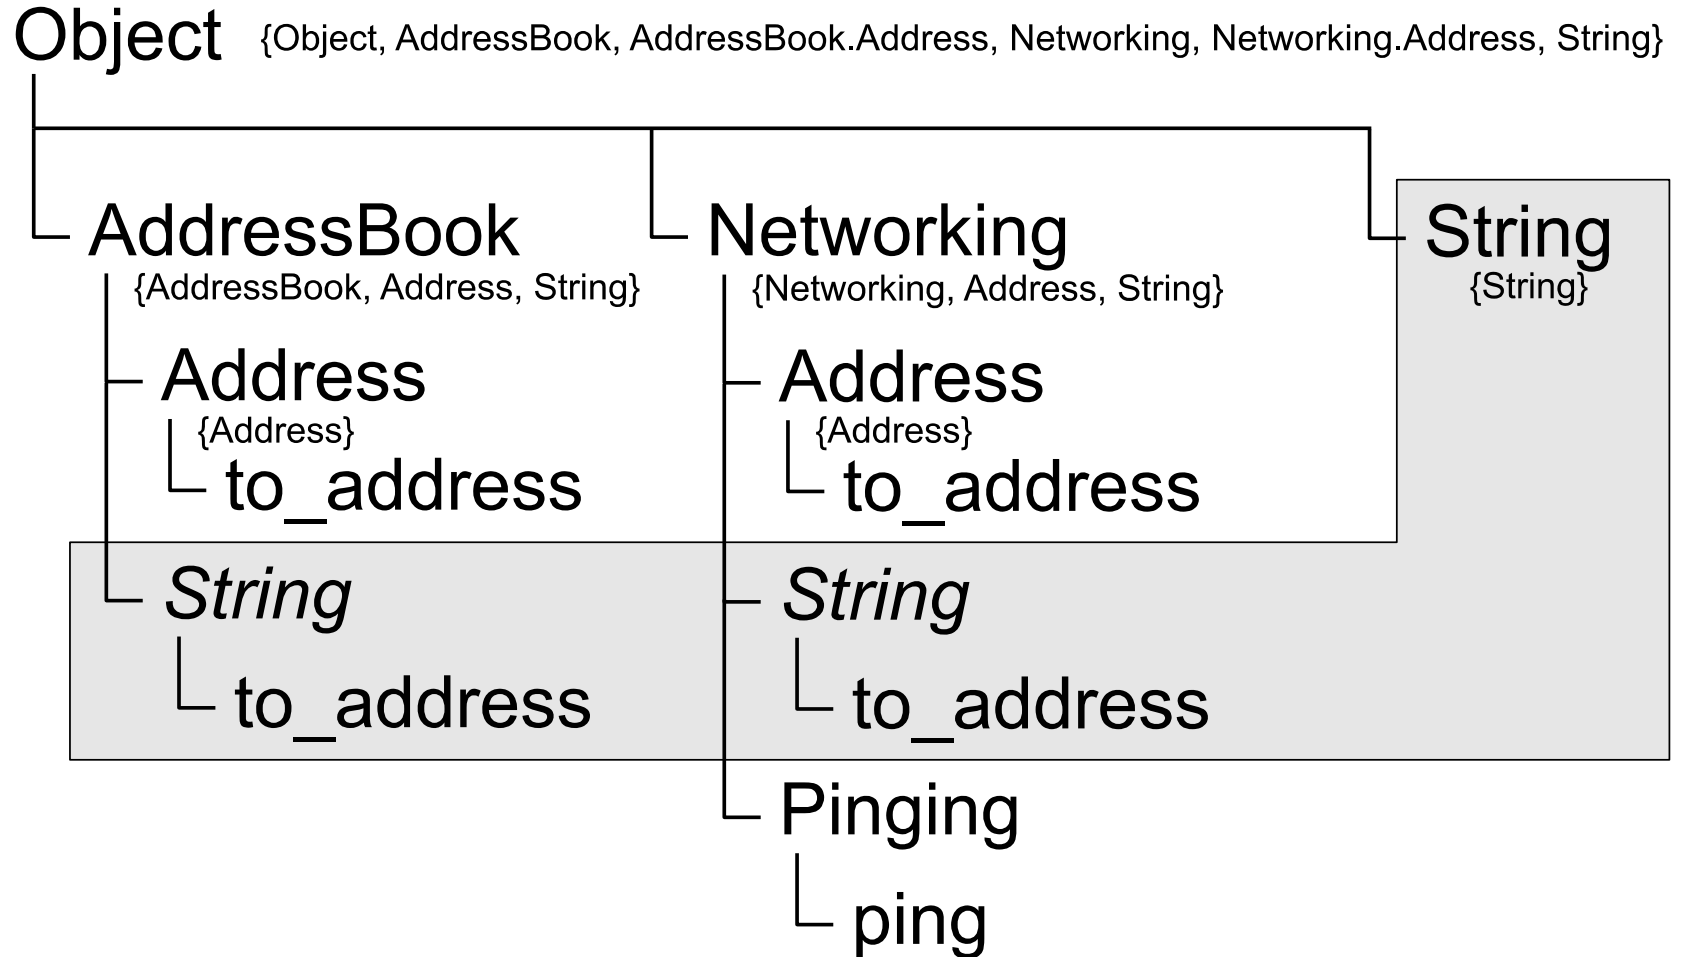 Object {Object, AddressBook, AddressBook.Address, Networking, Networking.Address, String}
AddressBook Networking String
{AddressBook, Address, String} {Networking, Address, String} {String}
Address Address
{Address} {Address}
to_address to_address
String String
to_address to_address
Pinging
ping